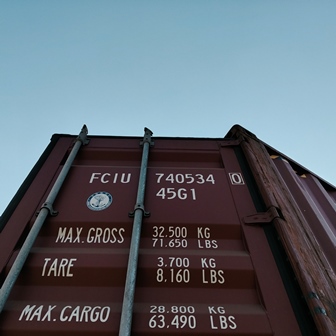 FCIU 740534 0
45G1
MAX.GROSS 32.500 KG
71.650 LBS
TARE 3.700 KG
8.160 LBS
MAX.CARGO 28.800 KG
63.490 LBS